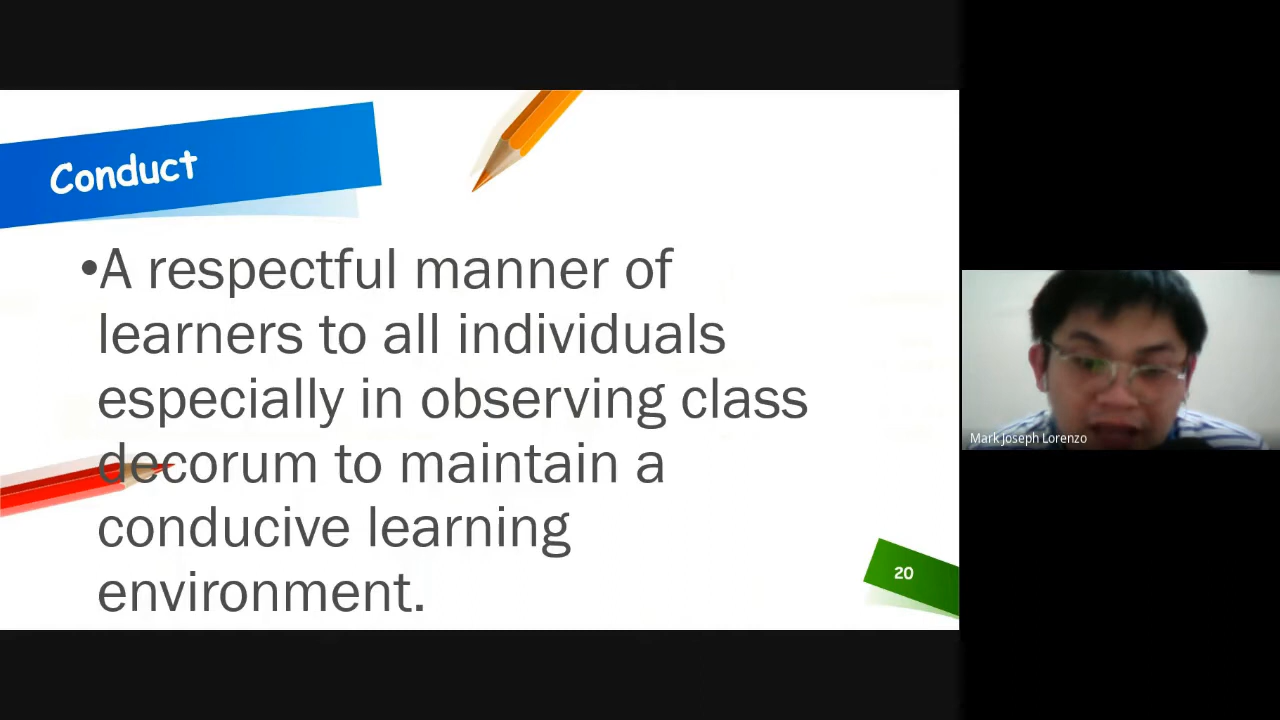 Conduct
•A respectful manner of
learners to all individuals
especially in observing class
decorum to maintain a
conducive learning
environment.
20
Mark Joseph Lorenzo